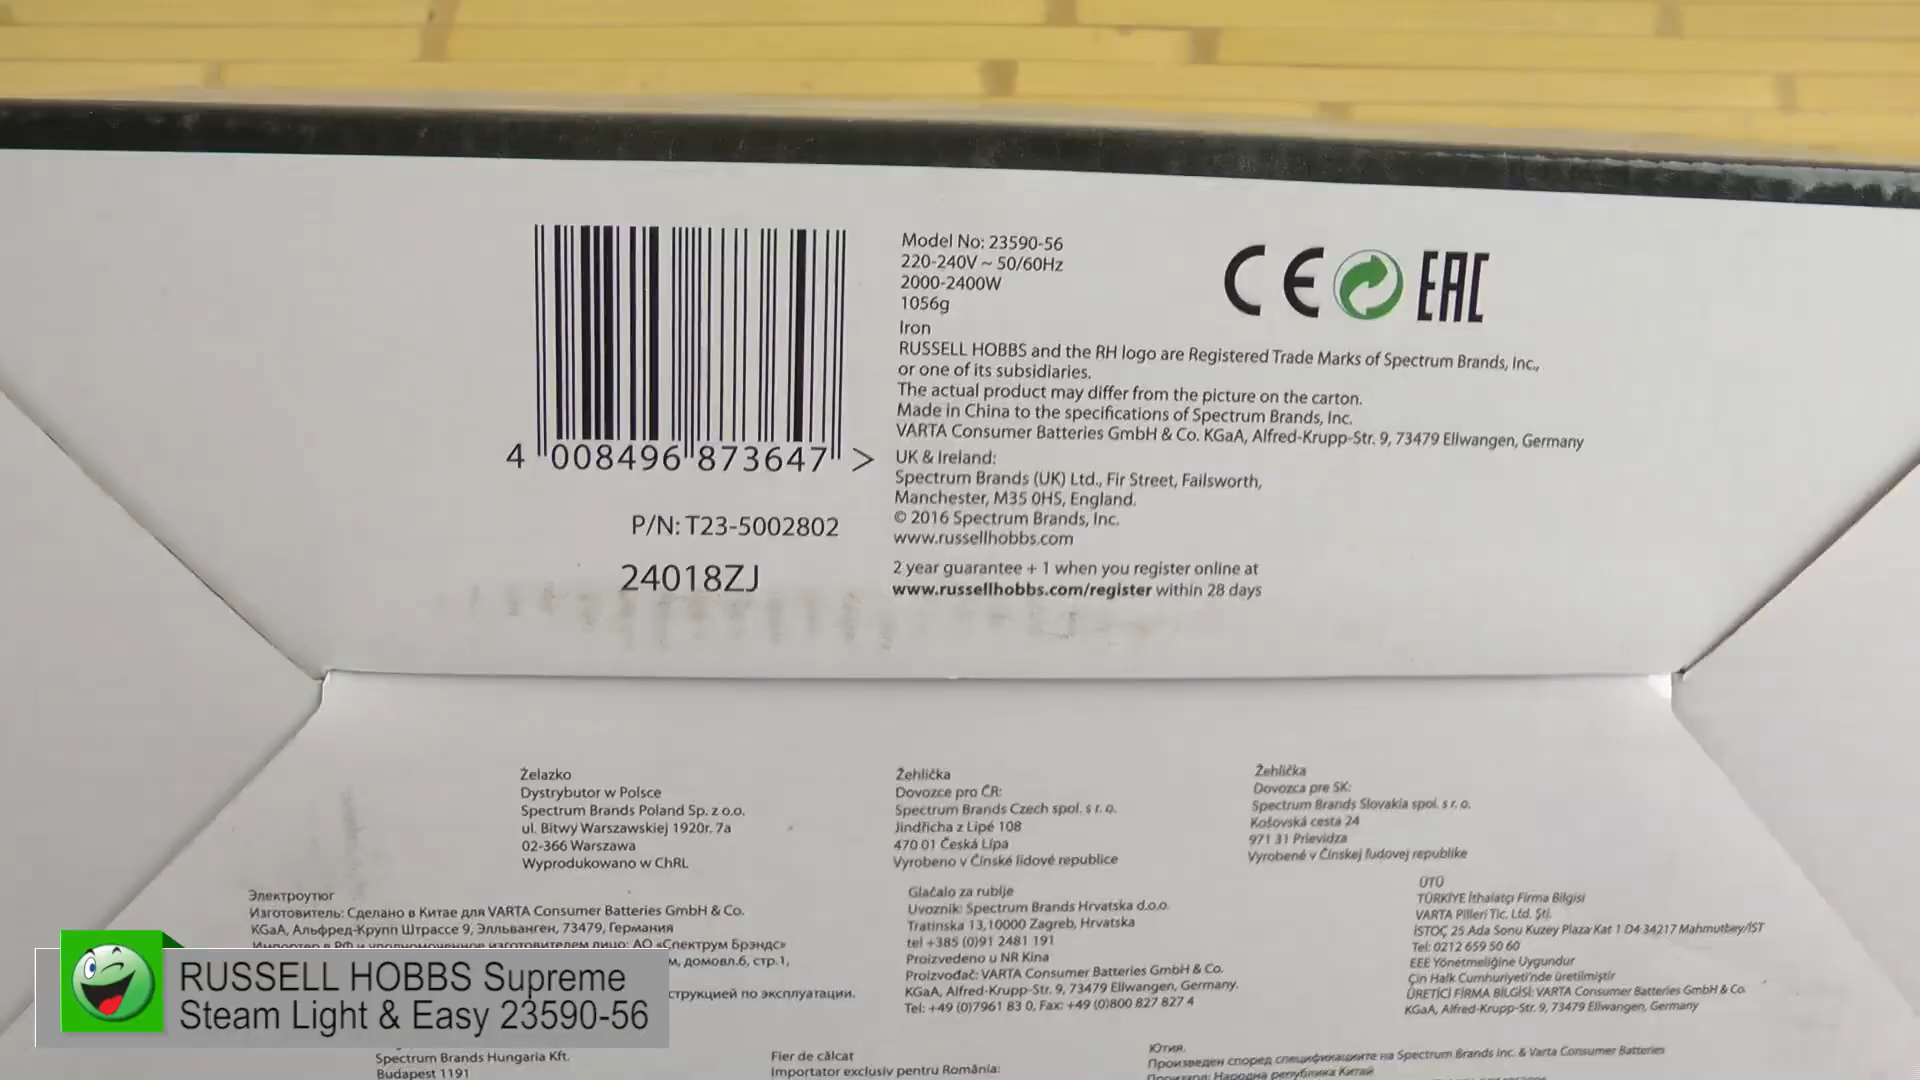 Model No: 23590-56
220-240V ~ 50/60Hz
2000-2400W
1056g
Iron
RUSSELL HOBBS and the RH logo are Registered Trade Marks of Spectrum Brands, Inc.,
or one of its subsidiaries.
The actual product may differ from the picture on the carton.
Made in China to the specifications of Spectrum Brands, Inc.
VARTA Consumer Batteries GmbH & Co. KGaA, Alfred-Krupp-Str. 9, 73479 Ellwangen, Germany
UK & Ireland:
Spectrum Brands (UK) Ltd., Fir Street, Failsworth,
Manchester, M35 0HS, England.
© 2016 Spectrum Brands, Inc.
www.russellhobbs.com
2 year guarantee + 1 when you register online at
www.russellhobbs.com/register within 28 days
CE
EAC
4 008496 873647 >
P/N: T23-5002802
24018ZJ
Żelazko
Dystrybutor w Polsce
Spectrum Brands Poland Sp. z o.o.
ul. Bitwy Warszawskiej 1920r. 7a
02-366 Warszawa
Wyprodukowano w ChRL
Žehlička
Dovozce pro ČR:
Spectrum Brands Czech spol. s r. o.
Jindřicha z Lipé 108
470 01 Česká Lípa
Vyrobeno v Čínské lidové republice
Žehlička
Dovozca pre SK:
Spectrum Brands Slovakia spol. s r. o.
Košovská cesta 24
971 31 Prievidza
Vyrobené v Čínskej ľudovej republike
Электроутюг
Изготовитель: Сделано в Китае для VARTA Consumer Batteries GmbH & Co.
KGaA, Альфред-Крупп Штрассе 9, Элльванген, 73479, Германия
Импортер в РФ и уполномоченное изготовителем лицо: АО «Спектрум Брэндс»
м, домовл.6, стр.1,
струкцией по эксплуатации.
Glačalo za rublje
Uvoznik: Spectrum Brands Hrvatska d.o.o.
Tratinska 13,10000 Zagreb, Hrvatska
tel +385 (0)91 2481 191
Proizvedeno u NR Kina
Proizvođač: VARTA Consumer Batteries GmbH & Co.
KGaA, Alfred-Krupp-Str. 9, 73479 Ellwangen, Germany.
Tel: +49 (0)7961 83 0, Fax: +49 (0)800 827 827 4
ÜTÜ
TÜRKİYE İthalatçı Firma Bilgisi
VARTA Pilleri Tic. Ltd. Şti.
İSTOÇ 25.Ada Sonu Kuzey Plaza Kat 1 D4 34217 Mahmutbey/İST
Tel: 0212 659 50 60
EEE Yönetmeliğine Uygundur
Çin Halk Cumhuriyeti'nde üretilmiştir
ÜRETİCİ FİRMA BİLGİSİ: VARTA Consumer Batteries GmbH & Co.
KGaA, Alfred-Krupp-Str. 9, 73479 Ellwangen, Germany
RUSSELL HOBBS Supreme
Steam Light & Easy 23590-56
Spectrum Brands Hungaria Kft.
Budapest 1191
Fier de călcat
Importator exclusiv pentru România:
Ютия.
Произведен според спецификациите на Spectrum Brands Inc. & Varta Consumer Batteries
Произход: Народна република Китай